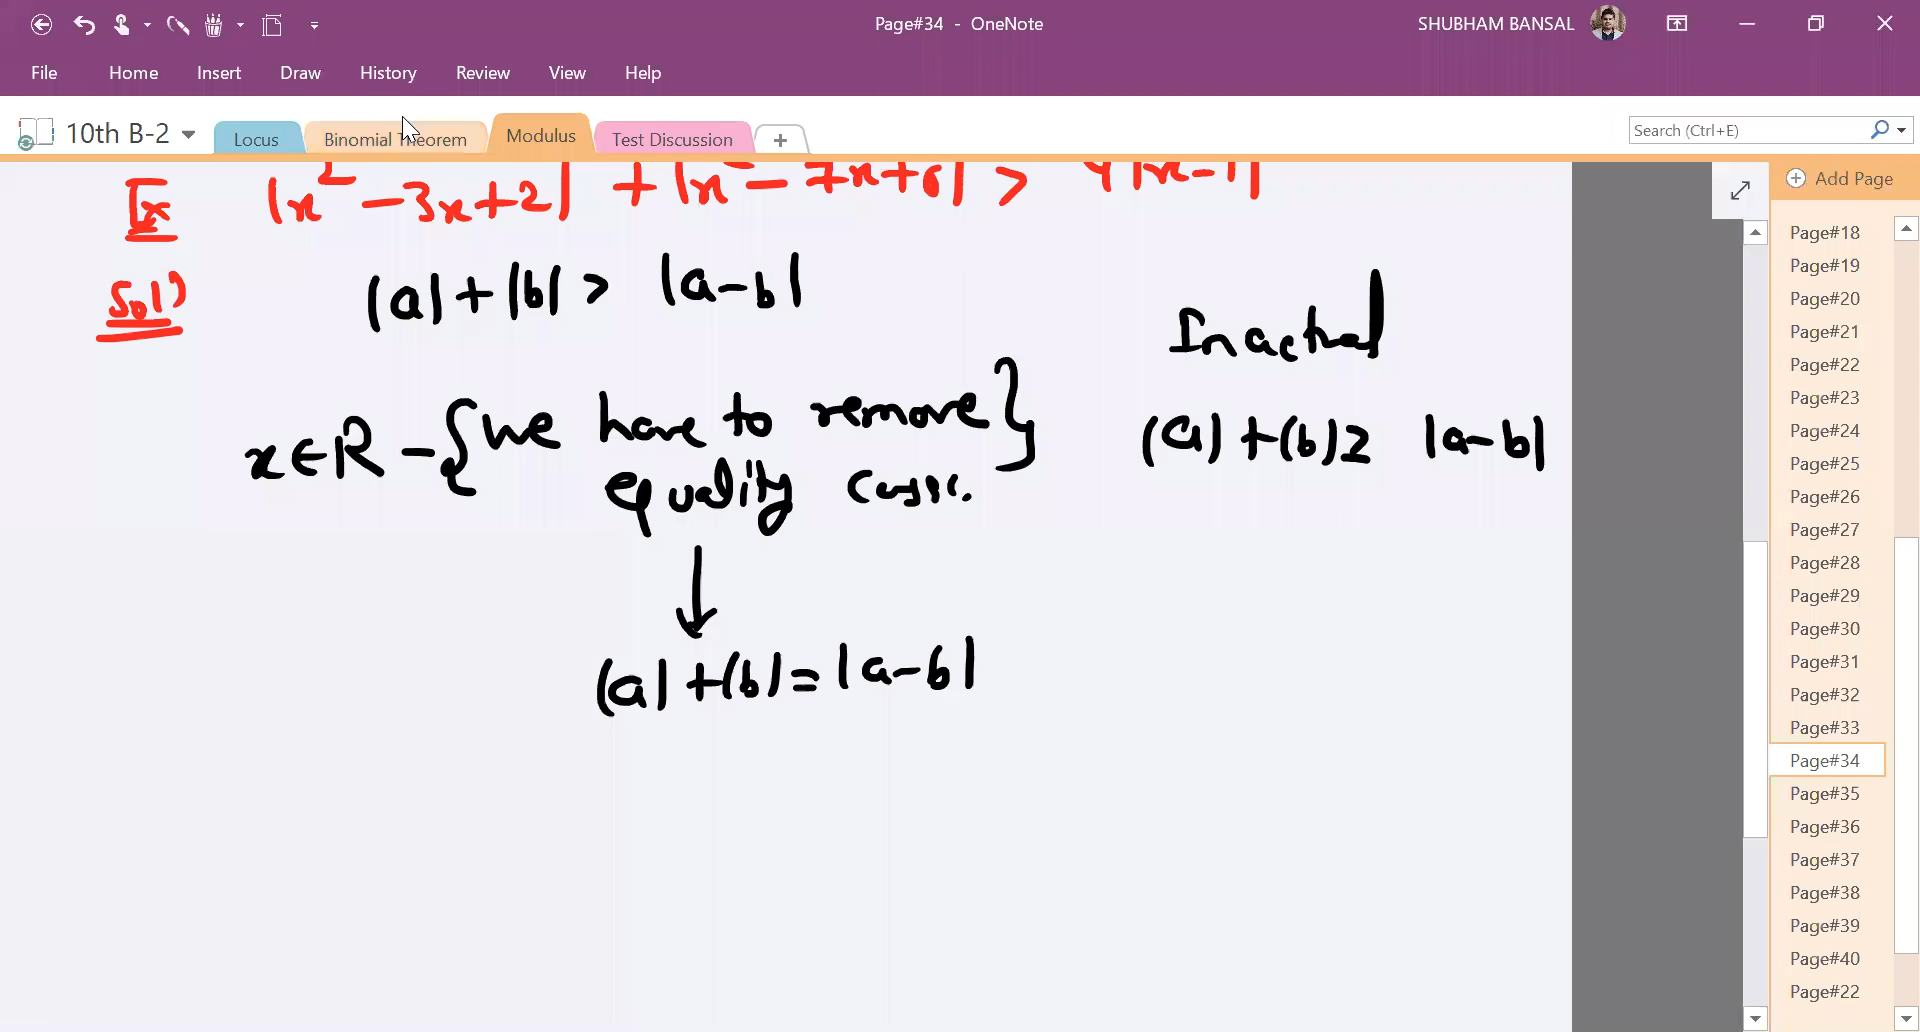 Page#34 - OneNote
SHUBHAM BANSAL
File Home Insert Draw History Review View Help
10th B-2
Locus
Binomial Theorem
Modulus
Test Discussion
+
Search (Ctrl+E)
Ex |x² - 3x + 2| + |x² - 7x + 6| > 4|x-1|
Sol)
|a| + |b| > |a-b|
x ∈ R - { we have to remove }
equality cases.
↓
|a| + |b| = |a-b|
In actual
|a| + |b| ≥ |a-b|
Add Page
Page#18
Page#19
Page#20
Page#21
Page#22
Page#23
Page#24
Page#25
Page#26
Page#27
Page#28
Page#29
Page#30
Page#31
Page#32
Page#33
Page#34
Page#35
Page#36
Page#37
Page#38
Page#39
Page#40
Page#22